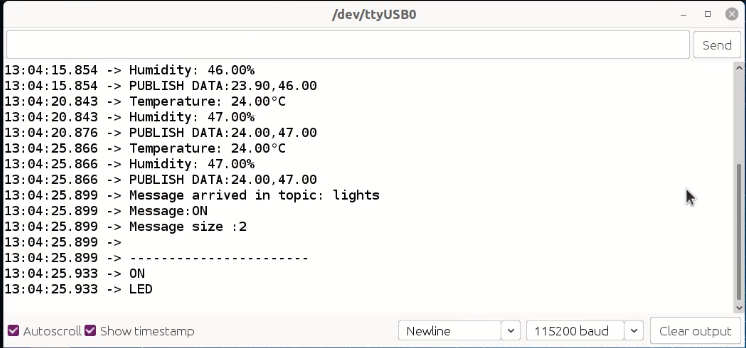 /dev/ttyUSB0
Send
13:04:15.854 -> Humidity: 46.00%
13:04:15.854 -> PUBLISH DATA:23.90,46.00
13:04:20.843 -> Temperature: 24.00°C
13:04:20.843 -> Humidity: 47.00%
13:04:20.876 -> PUBLISH DATA:24.00,47.00
13:04:25.866 -> Temperature: 24.00°C
13:04:25.866 -> Humidity: 47.00%
13:04:25.866 -> PUBLISH DATA:24.00,47.00
13:04:25.899 -> Message arrived in topic: lights
13:04:25.899 -> Message:ON
13:04:25.899 -> Message size :2
13:04:25.899 ->
13:04:25.899 -> -----------------------
13:04:25.933 -> ON
13:04:25.933 -> LED
Autoscroll Show timestamp Newline 115200 baud Clear output